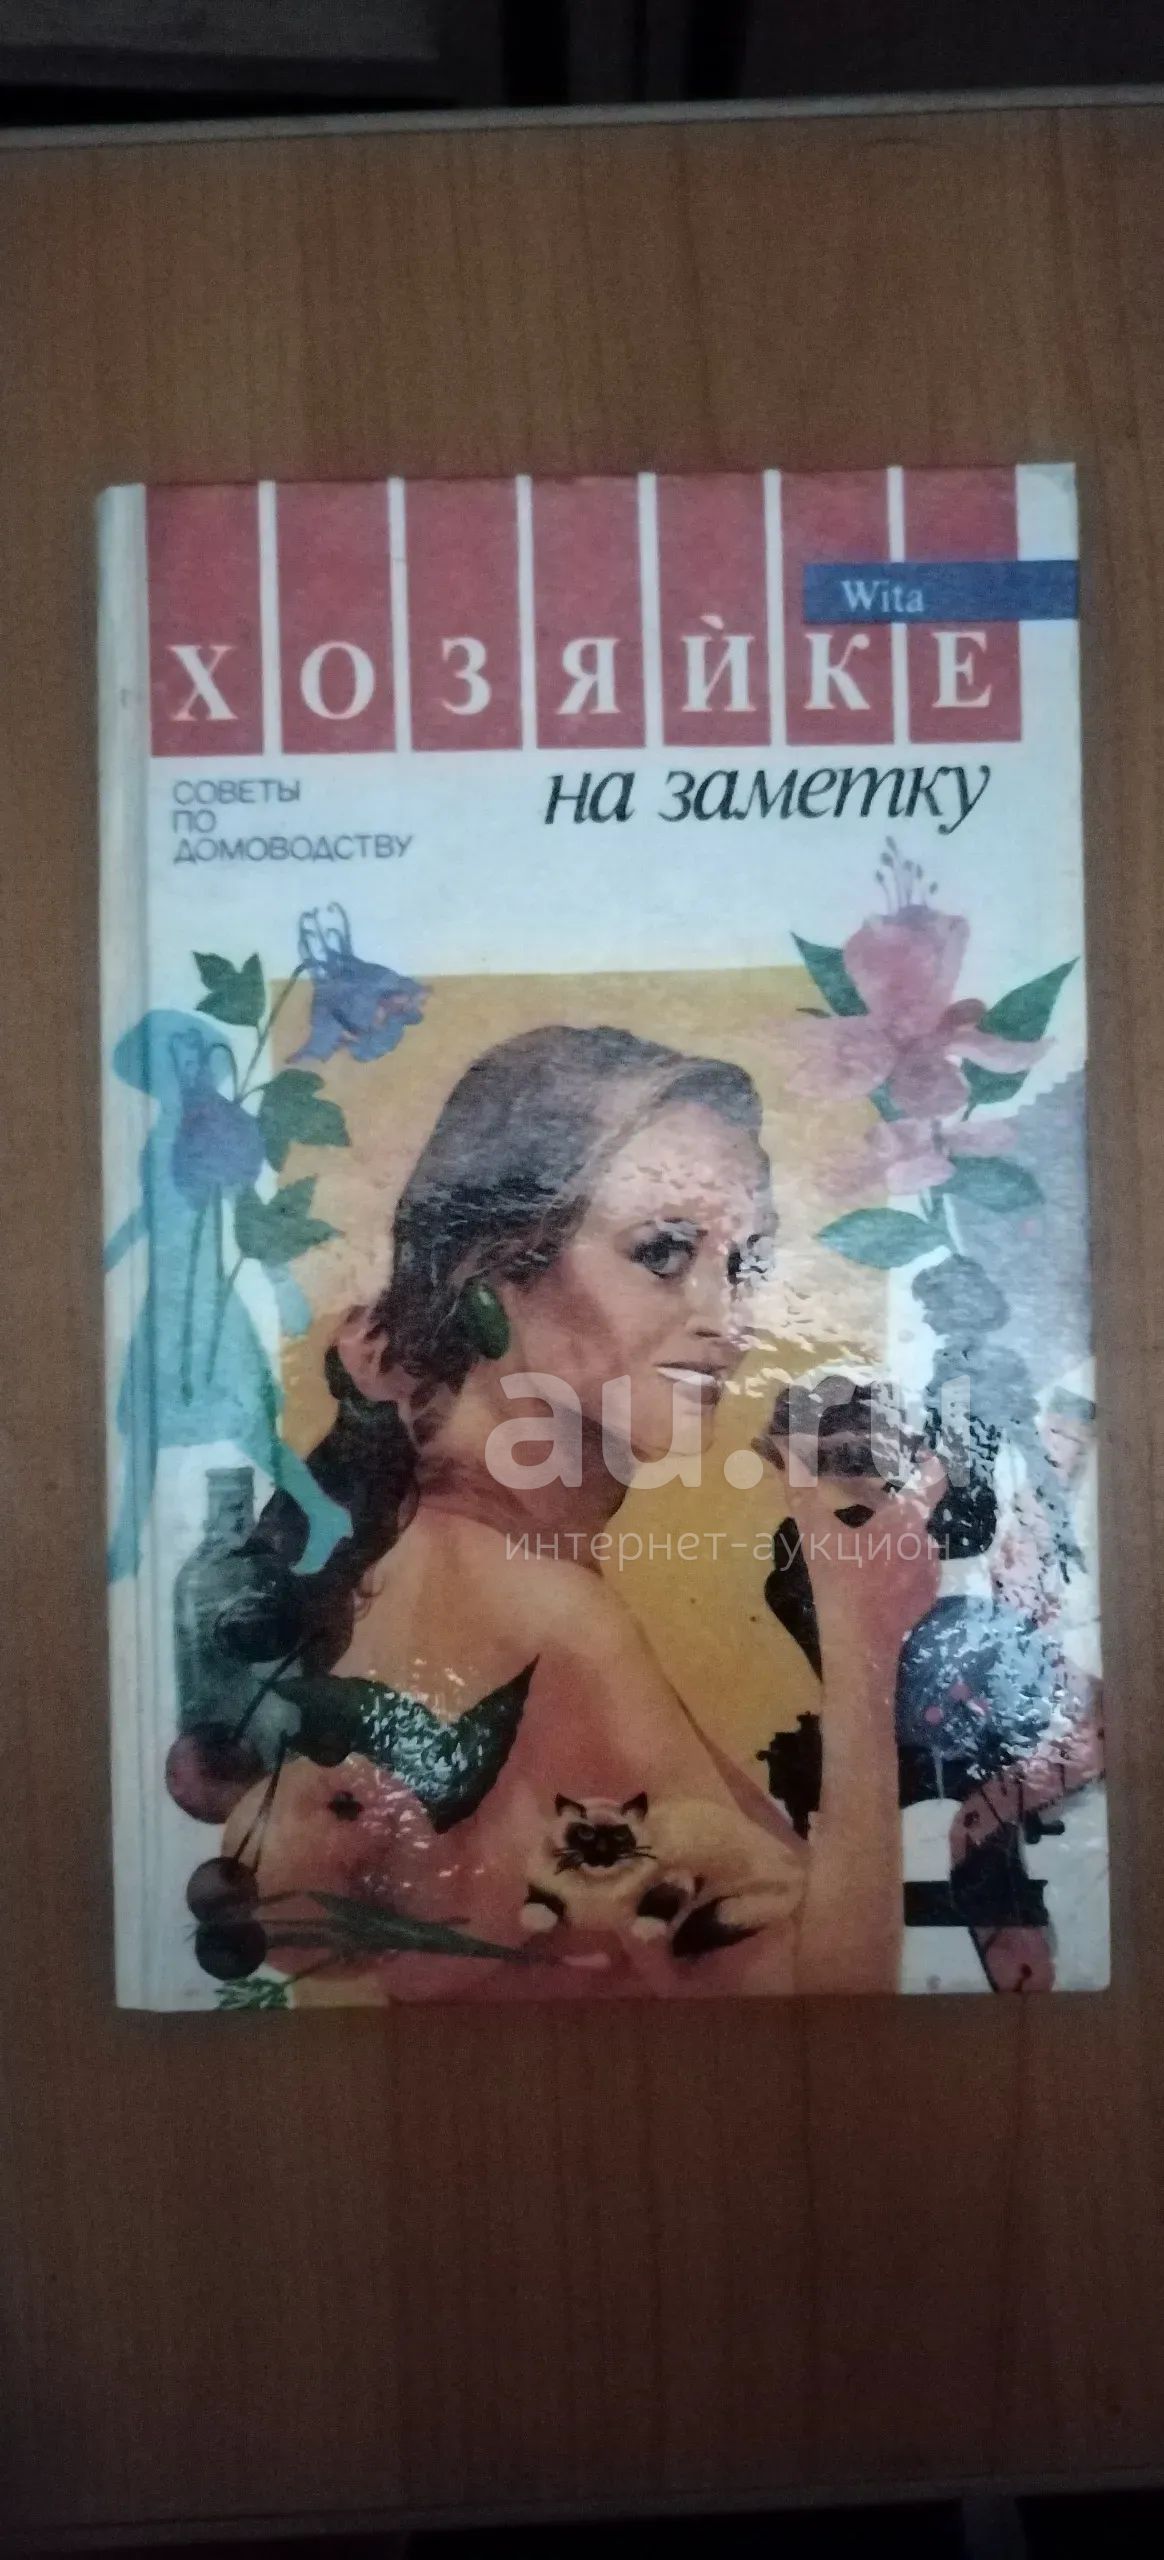 Wita
ХОЗЯЙКЕ
на заметку
СОВЕТЫ
ПО
ДОМОВОДСТВУ
au.ru
интернет-аукцион